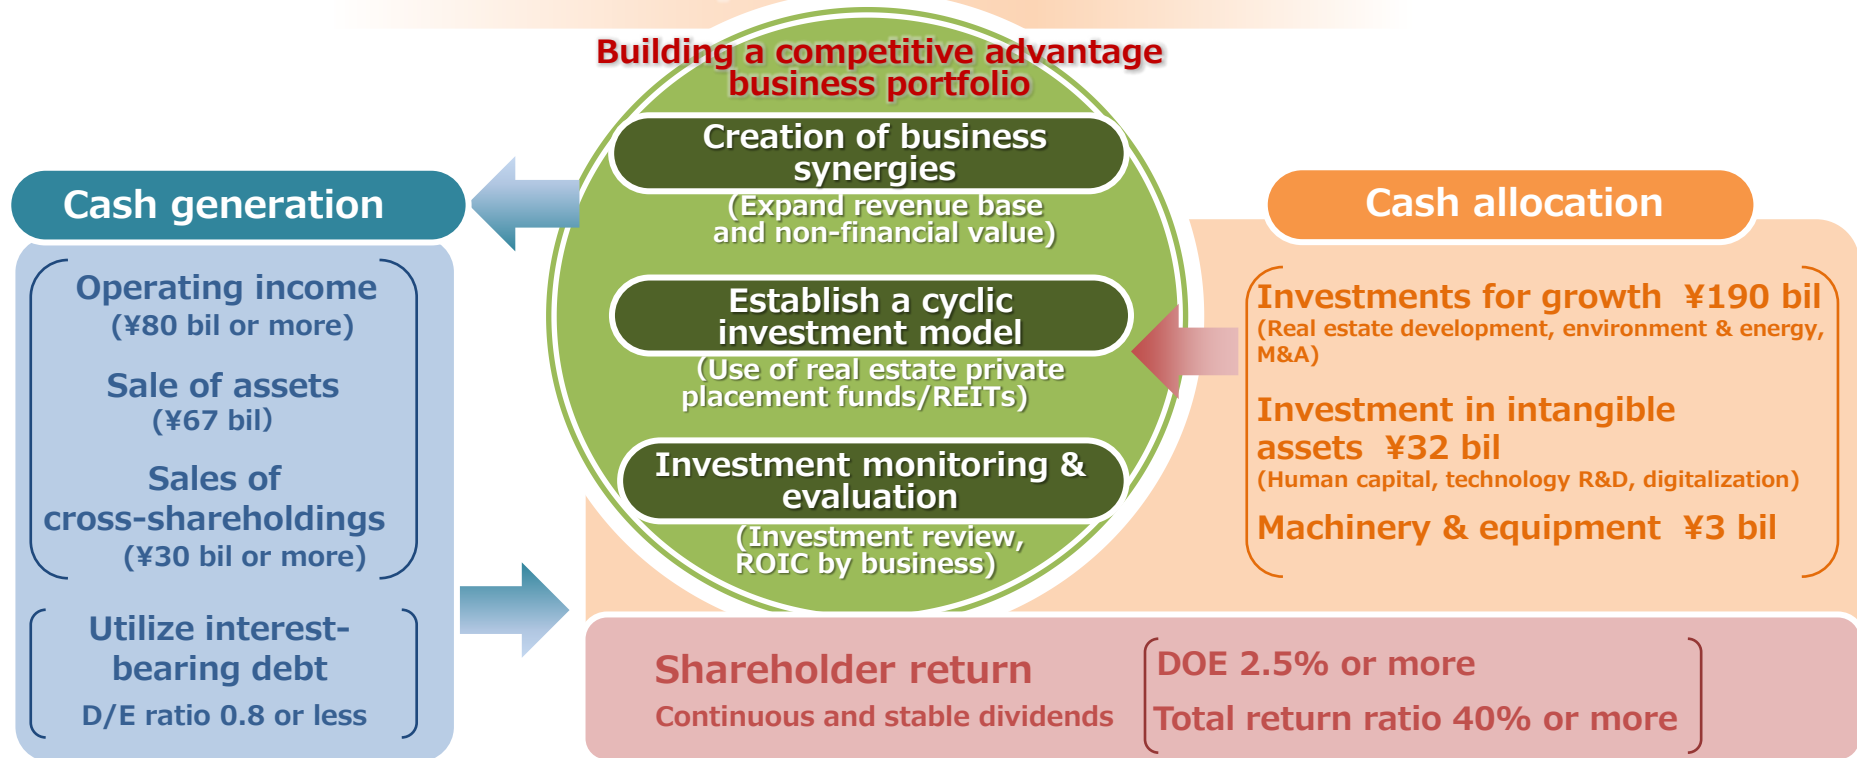 Building a competitive advantage
business portfolio
Creation of business
synergies
(Expand revenue base
and non-financial value)
Establish a cyclic
investment model
(Use of real estate private
placement funds/REITs)
Investment monitoring &
evaluation
(Investment review,
ROIC by business)
Cash generation
Operating income
(¥80 bil or more)
Sale of assets
(¥67 bil)
Sales of
cross-shareholdings
(¥30 bil or more)
Utilize interest-
bearing debt
D/E ratio 0.8 or less
Cash allocation
Investments for growth ¥190 bil
(Real estate development, environment & energy,
M&A)
Investment in intangible
assets ¥32 bil
(Human capital, technology R&D, digitalization)
Machinery & equipment ¥3 bil
Shareholder return
Continuous and stable dividends
DOE 2.5% or more
Total return ratio 40% or more